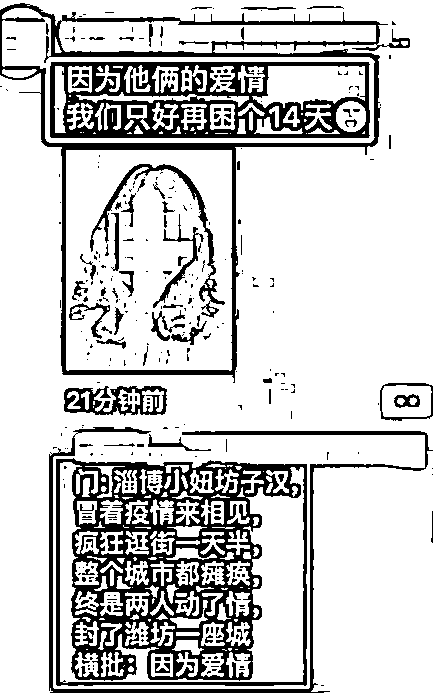 因为他俩的爱情
我们只好再困个14天
21分钟前
门:淄博小妞坊子汉,
冒着疫情来相见,
疯狂逛街一天半,
整个城市都瘫痪,
终是两人动了情,
封了潍坊一座城
横批：因为爱情